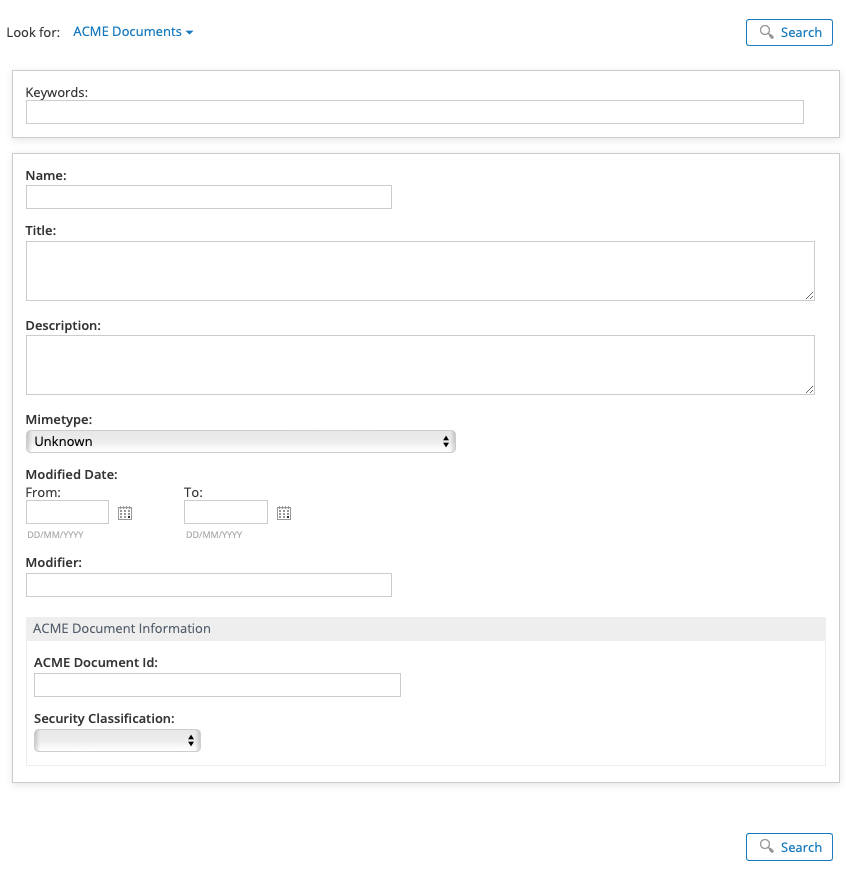 Look for: ACME Documents
Search
Keywords:
Name:
Title:
Description:
Mimetype:
Unknown
Modified Date:
From: To:
DD/MM/YYYY DD/MM/YYYY
Modifier:
ACME Document Information
ACME Document Id:
Security Classification:
Search